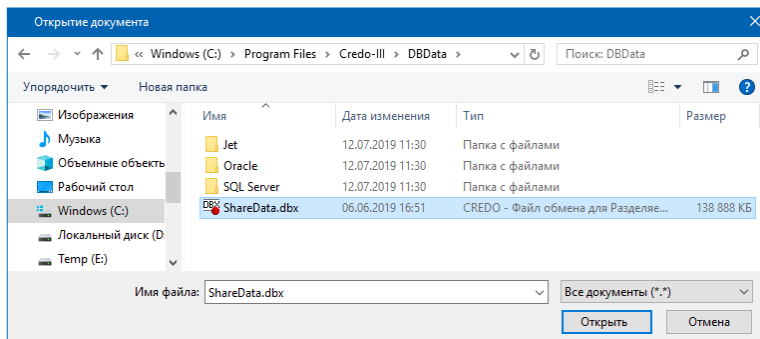 Открытие документа
« Windows (C:) › Program Files › Credo-III › DBData ›
Поиск: DBData
Упорядочить Новая папка
Имя Дата изменения Тип Размер
Изображения
Музыка
Объемные объекть
Рабочий стол
Windows (C:)
Локальный диск (D:
Temp (E:)
Jet 12.07.2019 11:30 Папка с файлами
Oracle 12.07.2019 11:30 Папка с файлами
SQL Server 12.07.2019 11:30 Папка с файлами
DBX ShareData.dbx 06.06.2019 16:51 CREDO - Файл обмена для Разделяе... 138 888 КБ
Имя файла: ShareData.dbx Все документы (*.*)
Открыть Отмена